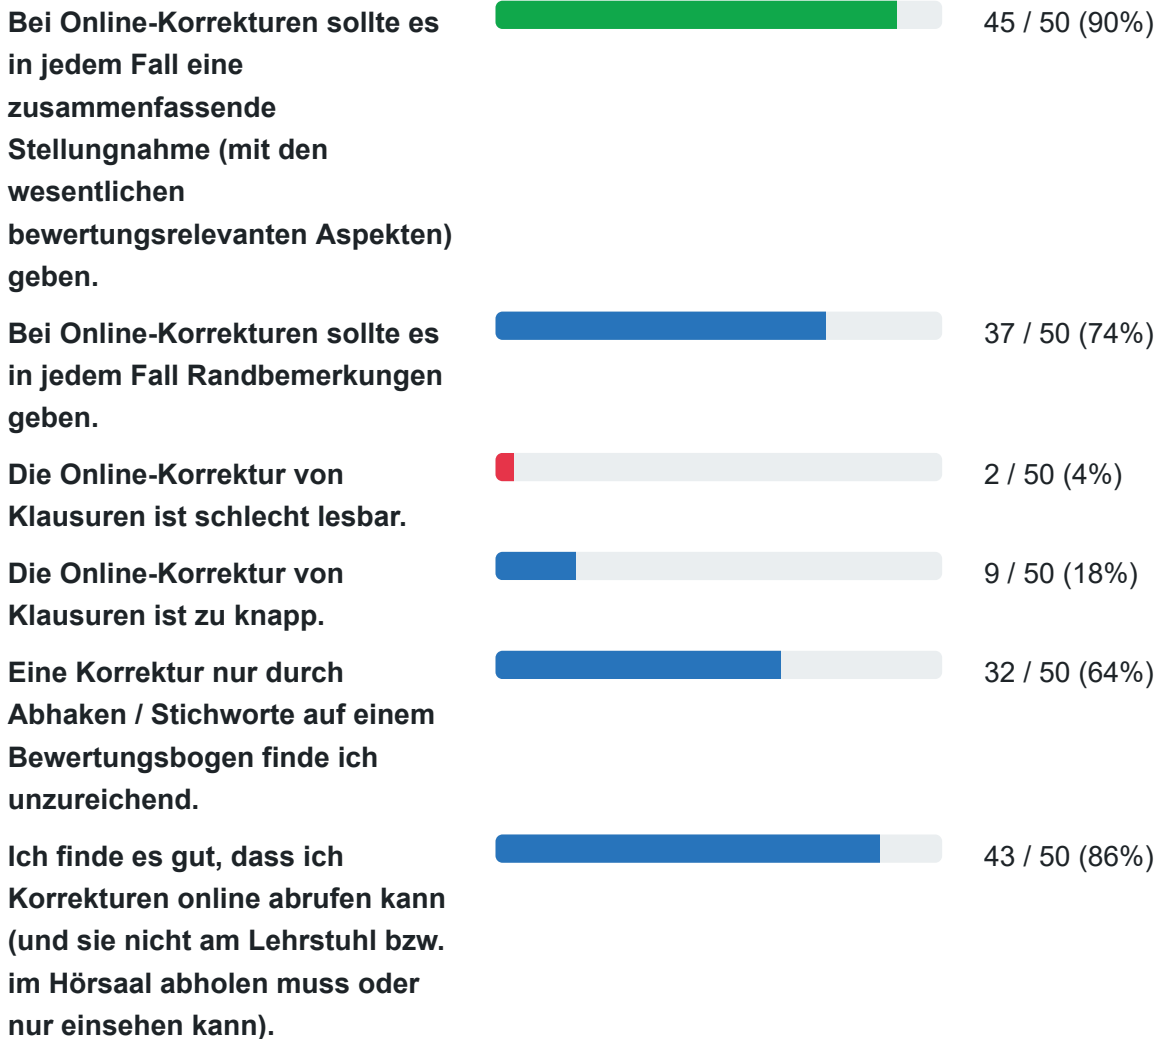 Bei Online-Korrekturen sollte es
in jedem Fall eine
zusammenfassende
Stellungnahme (mit den
wesentlichen
bewertungsrelevanten Aspekten)
geben.
45 / 50 (90%)
Bei Online-Korrekturen sollte es
in jedem Fall Randbemerkungen
geben.
37 / 50 (74%)
Die Online-Korrektur von
Klausuren ist schlecht lesbar.
2 / 50 (4%)
Die Online-Korrektur von
Klausuren ist zu knapp.
9 / 50 (18%)
Eine Korrektur nur durch
Abhaken / Stichworte auf einem
Bewertungsbogen finde ich
unzureichend.
32 / 50 (64%)
Ich finde es gut, dass ich
Korrekturen online abrufen kann
(und sie nicht am Lehrstuhl bzw.
im Hörsaal abholen muss oder
nur einsehen kann).
43 / 50 (86%)